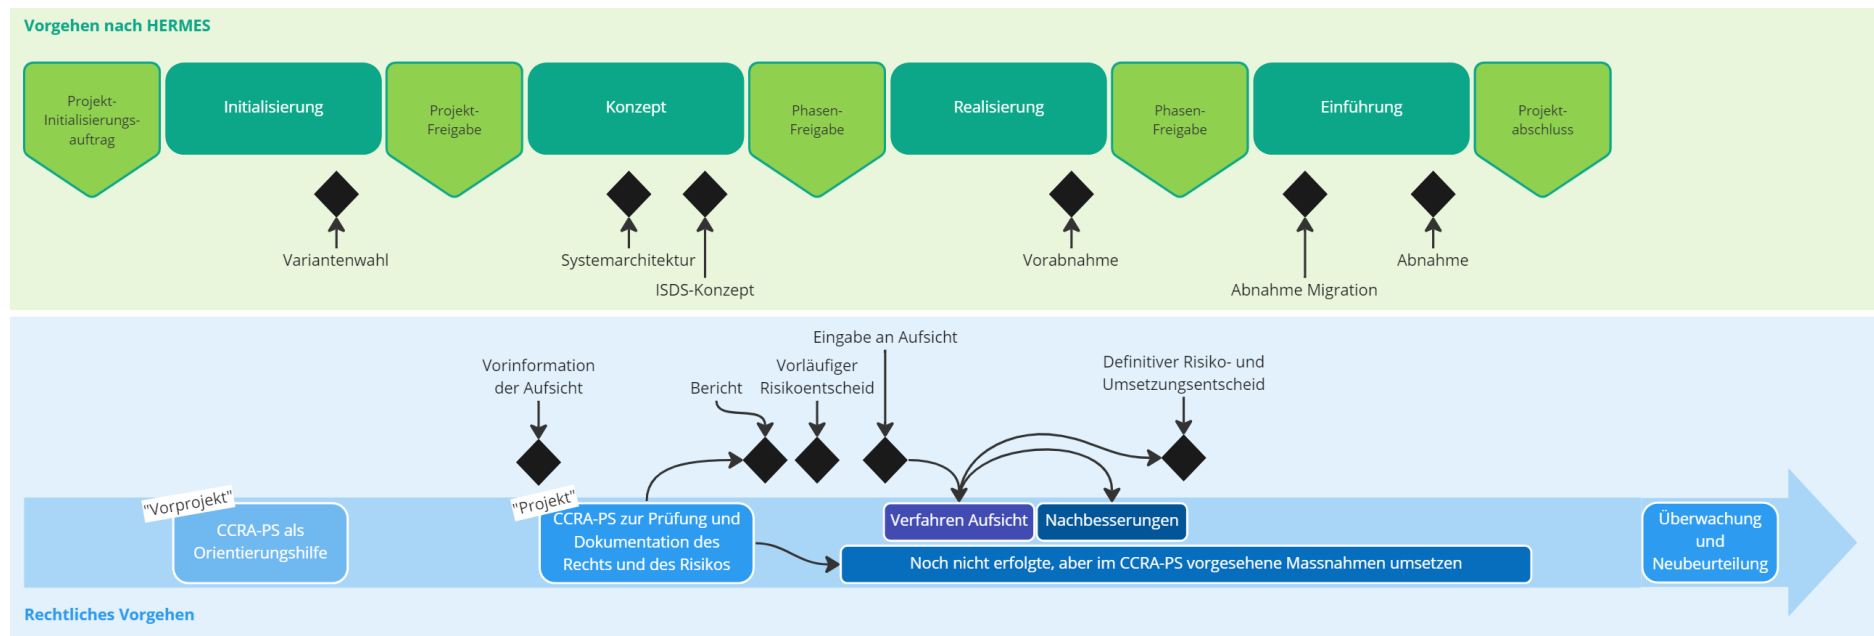 Vorgehen nach HERMES
Projekt-
Initialisierungs-
auftrag
Initialisierung
Projekt-
Freigabe
Konzept
Phasen-
Freigabe
Realisierung
Phasen-
Freigabe
Einführung
Projekt-
abschluss
Variantenwahl
Systemarchitektur
ISDS-Konzept
Vorabnahme
Abnahme Migration
Abnahme
Vorinformation
der Aufsicht
Bericht
Vorläufiger
Risikoentscheid
Eingabe an Aufsicht
Definitiver Risiko- und
Umsetzungsentscheid
"Vorprojekt"
CCRA-PS als
Orientierungshilfe
"Projekt"
CCRA-PS zur Prüfung und
Dokumentation des
Rechts und des Risikos
Verfahren Aufsicht
Nachbesserungen
Noch nicht erfolgte, aber im CCRA-PS vorgesehene Massnahmen umsetzen
Überwachung
und
Neubeurteilung
Rechtliches Vorgehen